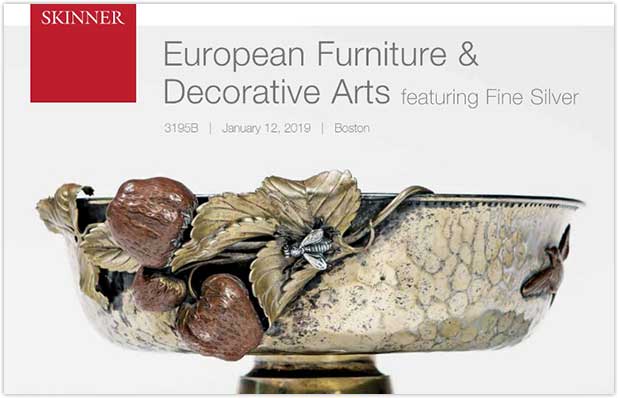 SKINNER
European Furniture &
Decorative Arts featuring Fine Silver
3195B | January 12, 2019 | Boston